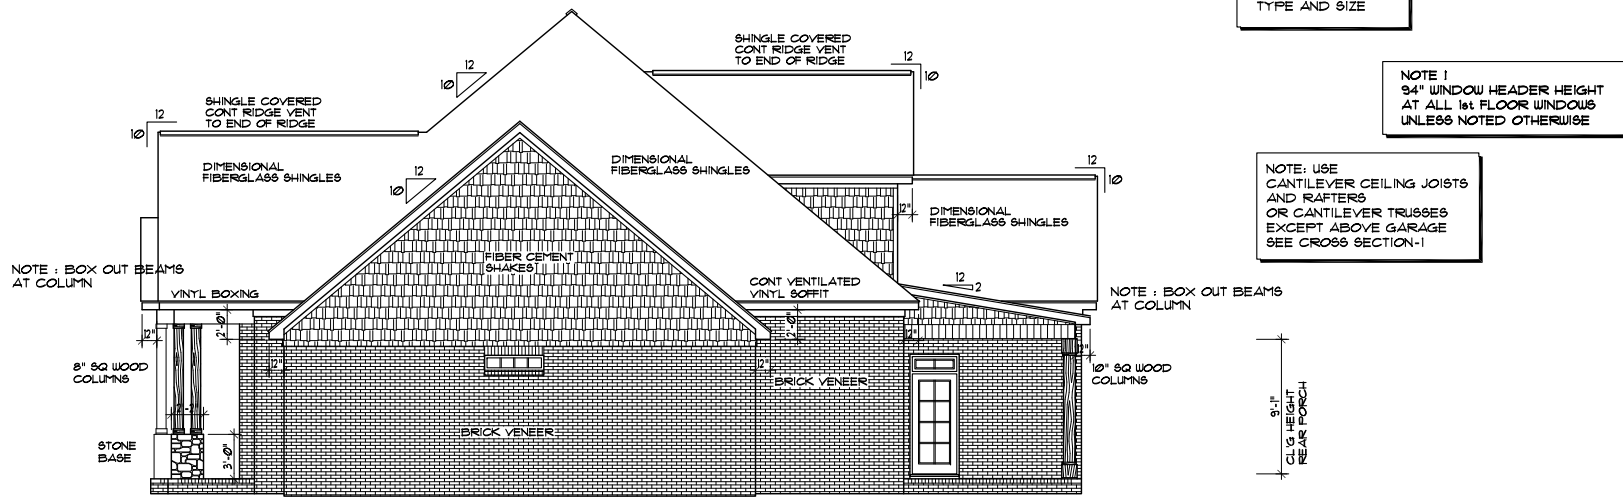 TYPE AND SIZE
SHINGLE COVERED
CONT RIDGE VENT
TO END OF RIDGE
12
10
12
10
NOTE 1
94" WINDOW HEADER HEIGHT
AT ALL 1st FLOOR WINDOWS
UNLESS NOTED OTHERWISE
SHINGLE COVERED
CONT RIDGE VENT
TO END OF RIDGE
12
10
DIMENSIONAL
FIBERGLASS SHINGLES
12
10
DIMENSIONAL
FIBERGLASS SHINGLES
12
10
NOTE: USE
CANTILEVER CEILING JOISTS
AND RAFTERS
OR CANTILEVER TRUSSES
EXCEPT ABOVE GARAGE
SEE CROSS SECTION-1
12"
DIMENSIONAL
FIBERGLASS SHINGLES
FIBER CEMENT
SHAKES
NOTE : BOX OUT BEAMS
AT COLUMN
VINYL BOXING
CONT VENTILATED
VINYL SOFFIT
12
2
NOTE : BOX OUT BEAMS
AT COLUMN
12"
2'-0"
2'-0"
12"
12"
8" SQ WOOD
COLUMNS
12"
12"
BRICK VENEER
10" SQ WOOD
COLUMNS
2'-2"
BRICK VENEER
STONE
BASE
3'-0"
9'-1"
CL'G HEIGHT
REAR PORCH